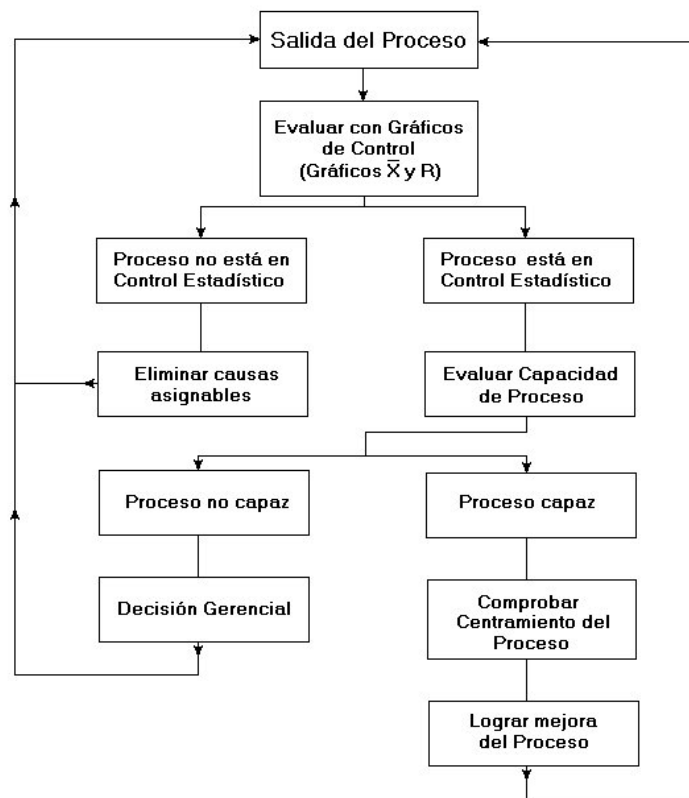 Salida del Proceso
Evaluar con Gráficos
de Control
(Gráficos X̅ y R)
Proceso no está en
Control Estadístico
Proceso está en
Control Estadístico
Eliminar causas
asignables
Evaluar Capacidad
de Proceso
Proceso no capaz
Proceso capaz
Decisión Gerencial
Comprobar
Centramiento del
Proceso
Lograr mejora
del Proceso